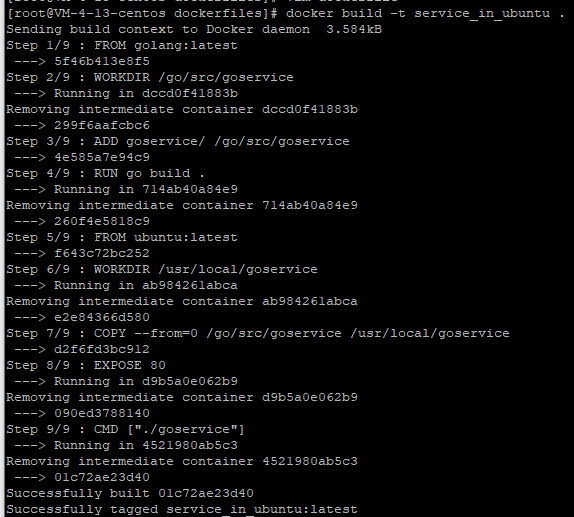 [root@VM-4-13-centos dockerfiles]# docker build -t service_in_ubuntu .
Sending build context to Docker daemon  3.584kB
Step 1/9 : FROM golang:latest
 ---> 5f46b413e8f5
Step 2/9 : WORKDIR /go/src/goservice
 ---> Running in dccd0f41883b
Removing intermediate container dccd0f41883b
 ---> 299f6aafcbc6
Step 3/9 : ADD goservice/ /go/src/goservice
 ---> 4e585a7e94c9
Step 4/9 : RUN go build .
 ---> Running in 714ab40a84e9
Removing intermediate container 714ab40a84e9
 ---> 260f4e5818c9
Step 5/9 : FROM ubuntu:latest
 ---> f643c72bc252
Step 6/9 : WORKDIR /usr/local/goservice
 ---> Running in ab984261abca
Removing intermediate container ab984261abca
 ---> e2e84366d580
Step 7/9 : COPY --from=0 /go/src/goservice /usr/local/goservice
 ---> d2f6fd3bc912
Step 8/9 : EXPOSE 80
 ---> Running in d9b5a0e062b9
Removing intermediate container d9b5a0e062b9
 ---> 090ed3788140
Step 9/9 : CMD ["./goservice"]
 ---> Running in 4521980ab5c3
Removing intermediate container 4521980ab5c3
 ---> 01c72ae23d40
Successfully built 01c72ae23d40
Successfully tagged service_in_ubuntu:latest